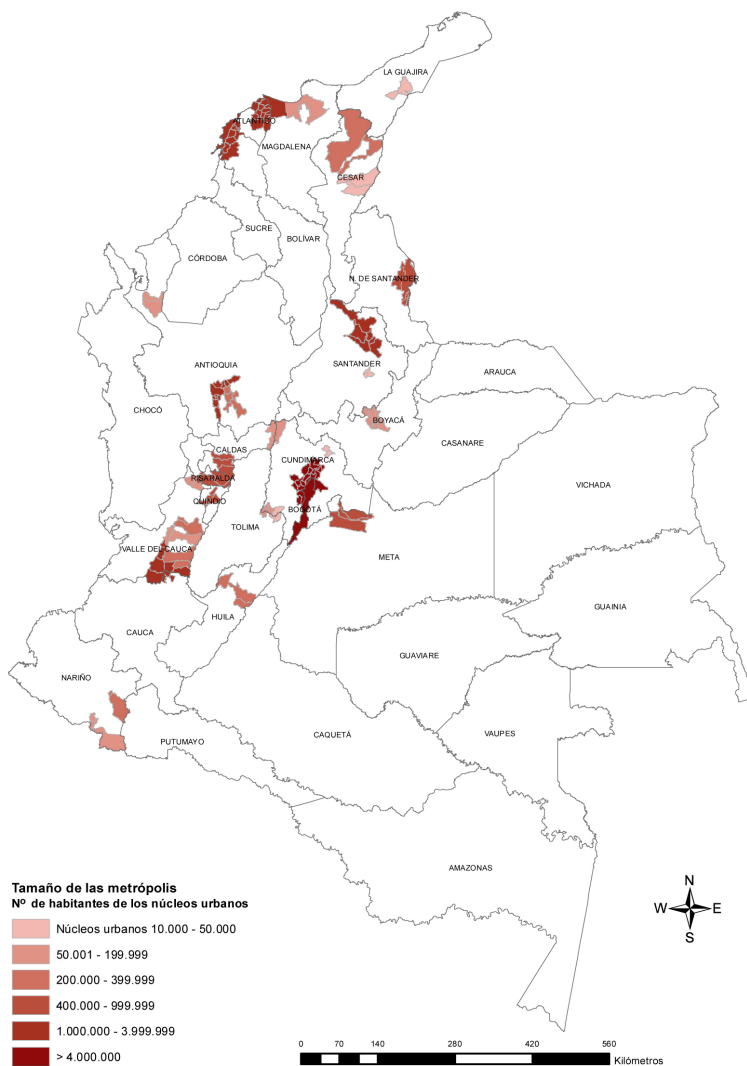 LA GUAJIRA
ATLÁNTICO
MAGDALENA
CESAR
SUCRE
BOLÍVAR
CÓRDOBA
N. DE SANTANDER
ANTIOQUIA
SANTANDER
ARAUCA
CHOCÓ
BOYACÁ
CASANARE
CALDAS
CUNDIMARCA
RISARALDA
VICHADA
QUINDIO
BOGOTÁ
TOLIMA
VALLE DEL CAUCA
META
GUAINIA
HUILA
CAUCA
GUAVIARE
NARIÑO
VAUPES
CAQUETÁ
PUTUMAYO
AMAZONAS
Tamaño de las metrópolis
Nº de habitantes de los núcleos urbanos
Núcleos urbanos 10.000 - 50.000
50.001 - 199.999
200.000 - 399.999
400.000 - 999.999
1.000.000 - 3.999.999
> 4.000.000
N
W E
S
0 70 140 280 420 560
Kilómetros